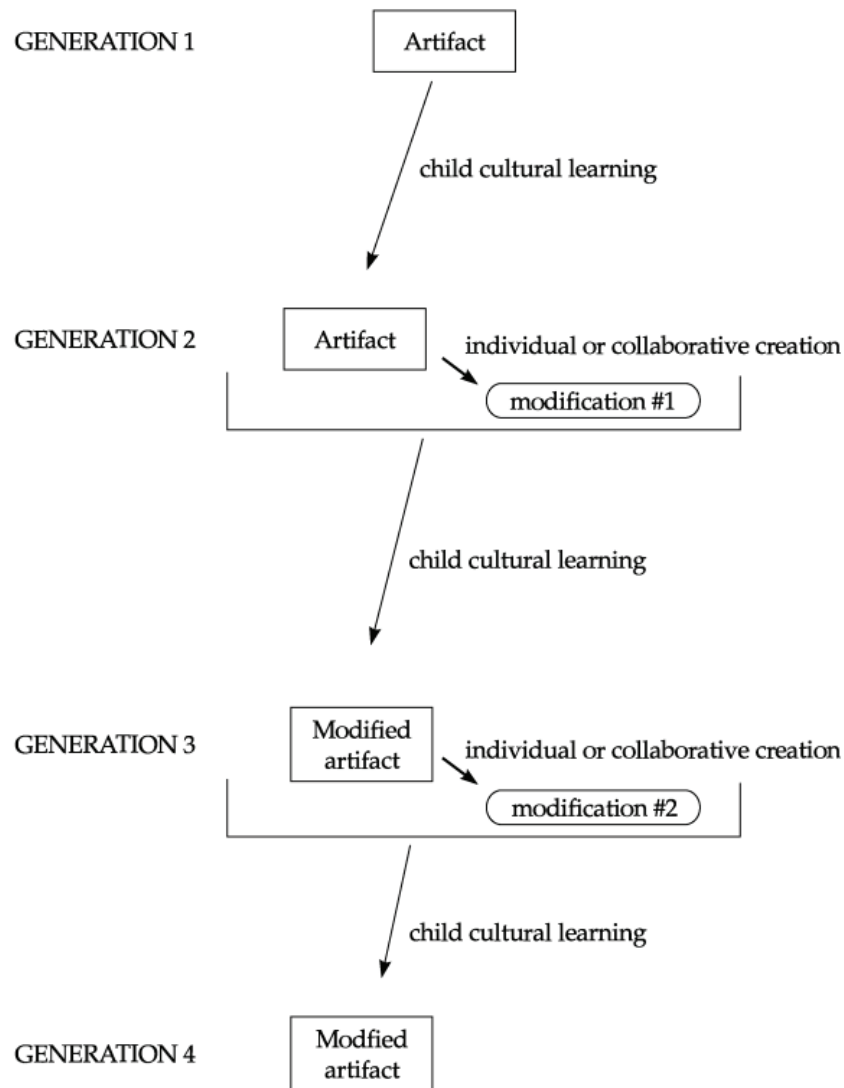 GENERATION 1
Artifact
child cultural learning
GENERATION 2
Artifact
individual or collaborative creation
modification #1
child cultural learning
GENERATION 3
Modified
artifact
individual or collaborative creation
modification #2
child cultural learning
GENERATION 4
Modfied
artifact